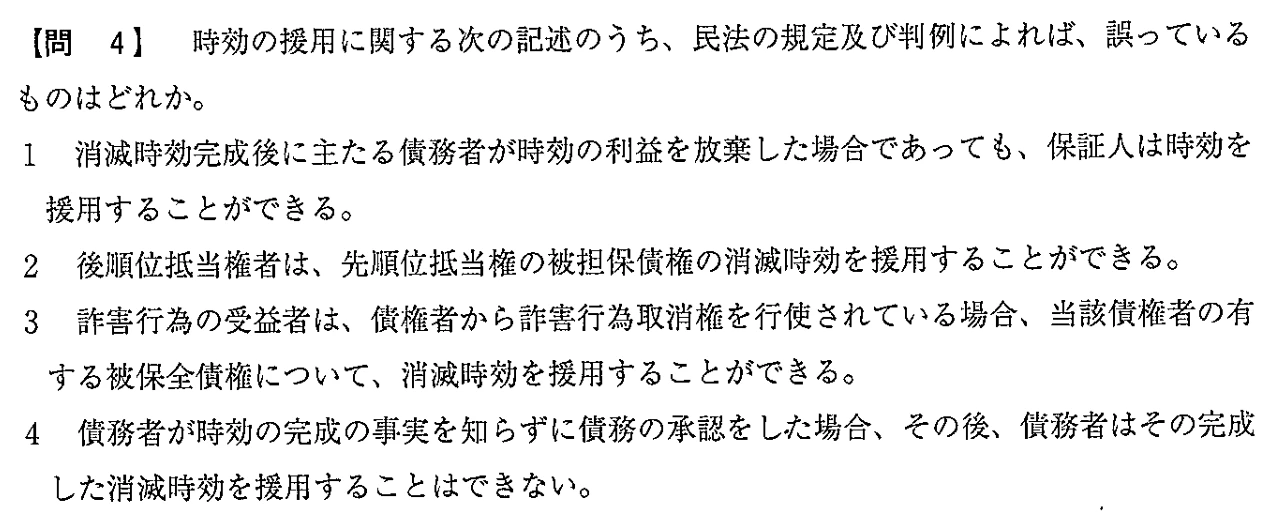 【問 4】 時効の援用に関する次の記述のうち、民法の規定及び判例によれば、誤っている
ものはどれか。
1 消滅時効完成後に主たる債務者が時効の利益を放棄した場合であっても、保証人は時効を
援用することができる。
2 後順位抵当権者は、先順位抵当権の被担保債権の消滅時効を援用することができる。
3 詐害行為の受益者は、債権者から詐害行為取消権を行使されている場合、当該債権者の有
する被保全債権について、消滅時効を援用することができる。
4 債務者が時効の完成の事実を知らずに債務の承認をした場合、その後、債務者はその完成
した消滅時効を援用することはできない。